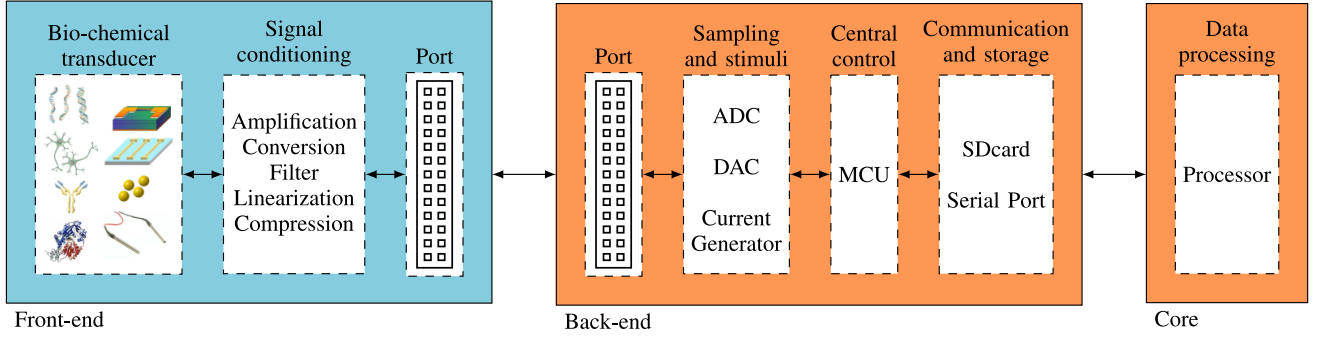 Bio-chemical
transducer
Signal
conditioning
Amplification
Conversion
Filter
Linearization
Compression
Port
Front-end
Port
Sampling
and stimuli
ADC
DAC
Current
Generator
Central
control
MCU
Communication
and storage
SDcard
Serial Port
Back-end
Data
processing
Processor
Core